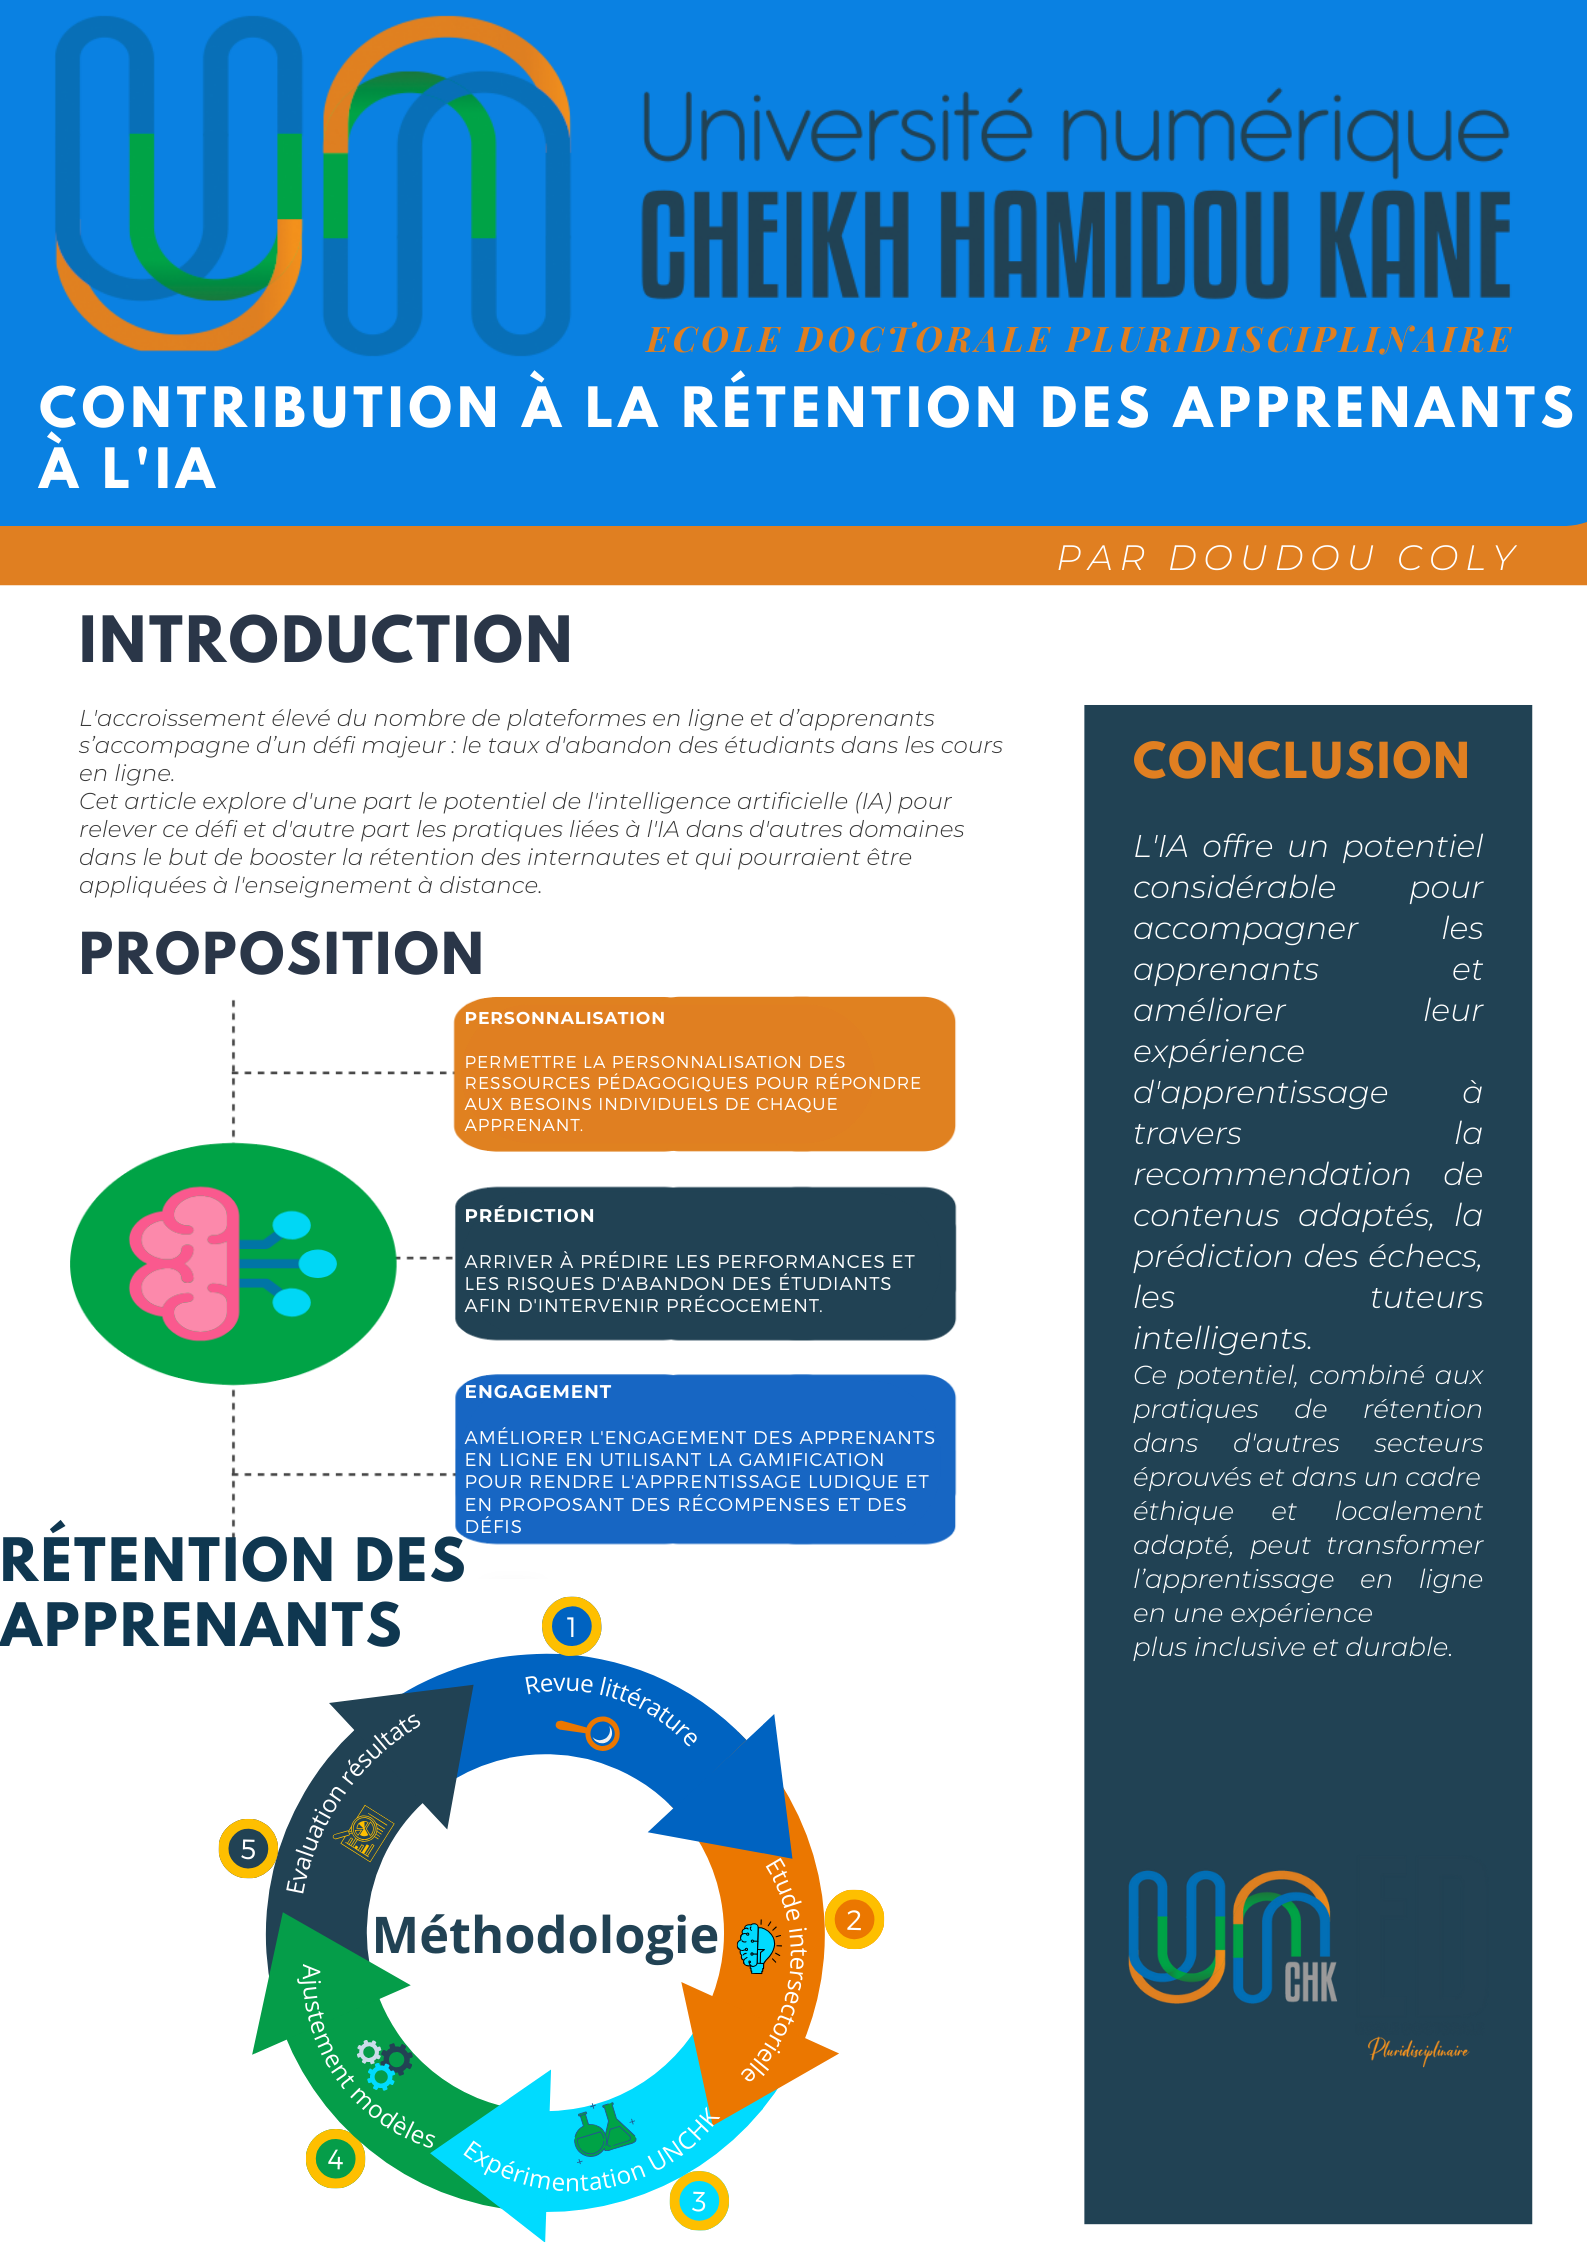 Université numérique
CHEIKH HAMIDOU KANE
ECOLE DOCTORALE PLURIDISCIPLINAIRE
CONTRIBUTION À LA RÉTENTION DES APPRENANTS
À L'IA
PAR DOUDOU COLY
INTRODUCTION
L'accroissement élevé du nombre de plateformes en ligne et d’apprenants
s’accompagne d’un défi majeur : le taux d'abandon des étudiants dans les cours
en ligne.
Cet article explore d'une part le potentiel de l'intelligence artificielle (IA) pour
relever ce défi et d'autre part les pratiques liées à l'IA dans d'autres domaines
dans le but de booster la rétention des internautes et qui pourraient être
appliquées à l'enseignement à distance.
PROPOSITION
PERSONNALISATION
PERMETTRE LA PERSONNALISATION DES
RESSOURCES PÉDAGOGIQUES POUR RÉPONDRE
AUX BESOINS INDIVIDUELS DE CHAQUE
APPRENANT.
PRÉDICTION
ARRIVER À PRÉDIRE LES PERFORMANCES ET
LES RISQUES D'ABANDON DES ÉTUDIANTS
AFIN D'INTERVENIR PRÉCOCEMENT.
ENGAGEMENT
AMÉLIORER L'ENGAGEMENT DES APPRENANTS
EN LIGNE EN UTILISANT LA GAMIFICATION
POUR RENDRE L'APPRENTISSAGE LUDIQUE ET
EN PROPOSANT DES RÉCOMPENSES ET DES
DÉFIS
RÉTENTION DES
APPRENANTS
1
Revue littérature
2
Etude intersectorielle
3
Expérimentation UNCHK
4
Ajustement modèles
5
Evaluation résultats
Méthodologie
CONCLUSION
L'IA offre un potentiel
considérable pour
accompagner les
apprenants et
améliorer leur
expérience
d'apprentissage à
travers la
recommendation de
contenus adaptés, la
prédiction des échecs,
les tuteurs
intelligents.
Ce potentiel, combiné aux
pratiques de rétention
dans d'autres secteurs
éprouvés et dans un cadre
éthique et localement
adapté, peut transformer
l’apprentissage en ligne
en une expérience
plus inclusive et durable.
CHK
Pluridisciplinaire